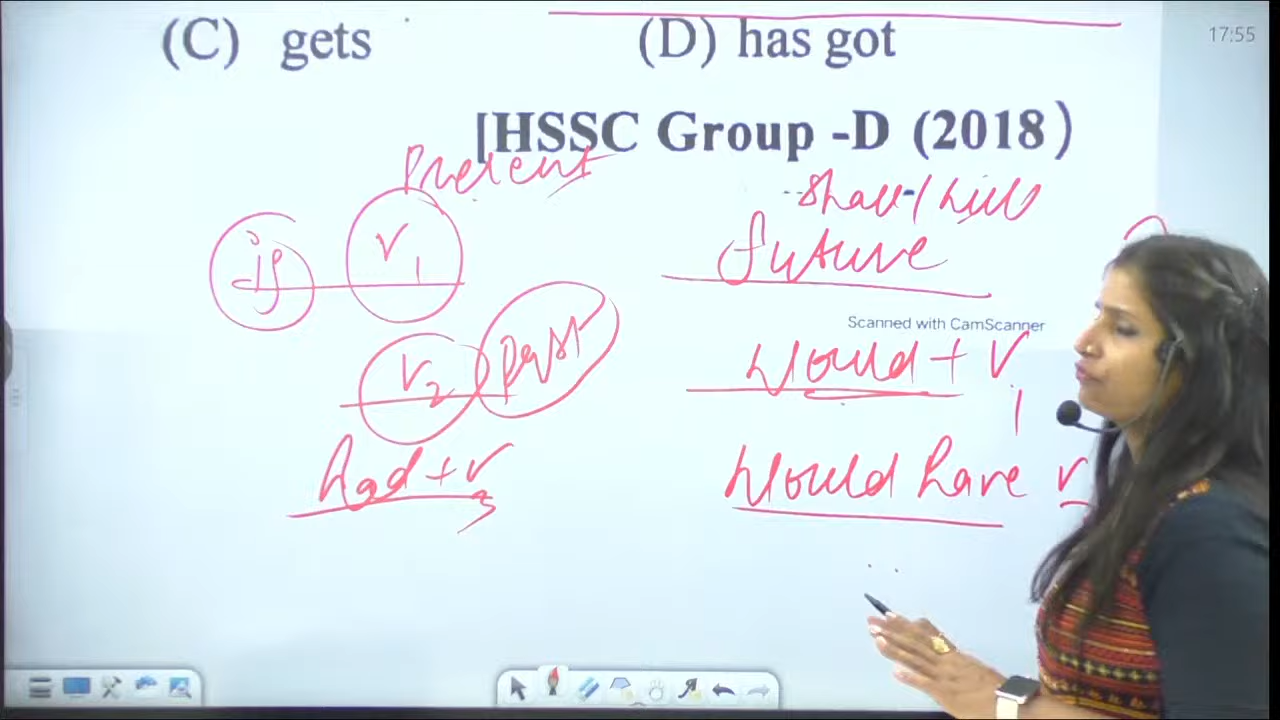 17:55
(C) gets (D) has got
[HSSC Group -D (2018)
Present
Shall/will
if V1 future
Scanned with CamScanner
V2 past would + V1
had + V3 would have V